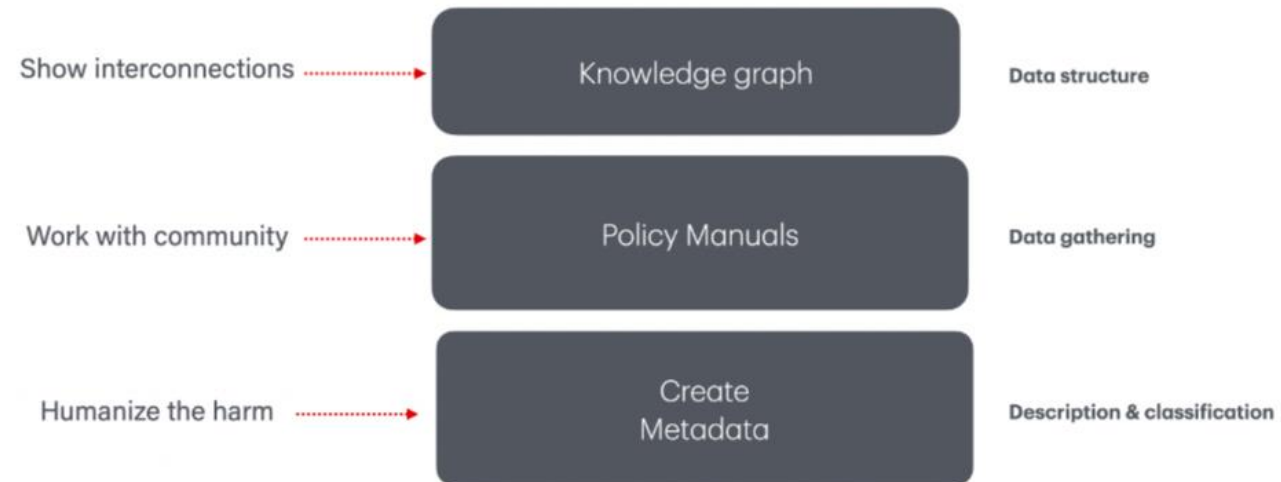 Show interconnections
Knowledge graph
Data structure
Work with community
Policy Manuals
Data gathering
Humanize the harm
Create
Metadata
Description & classification